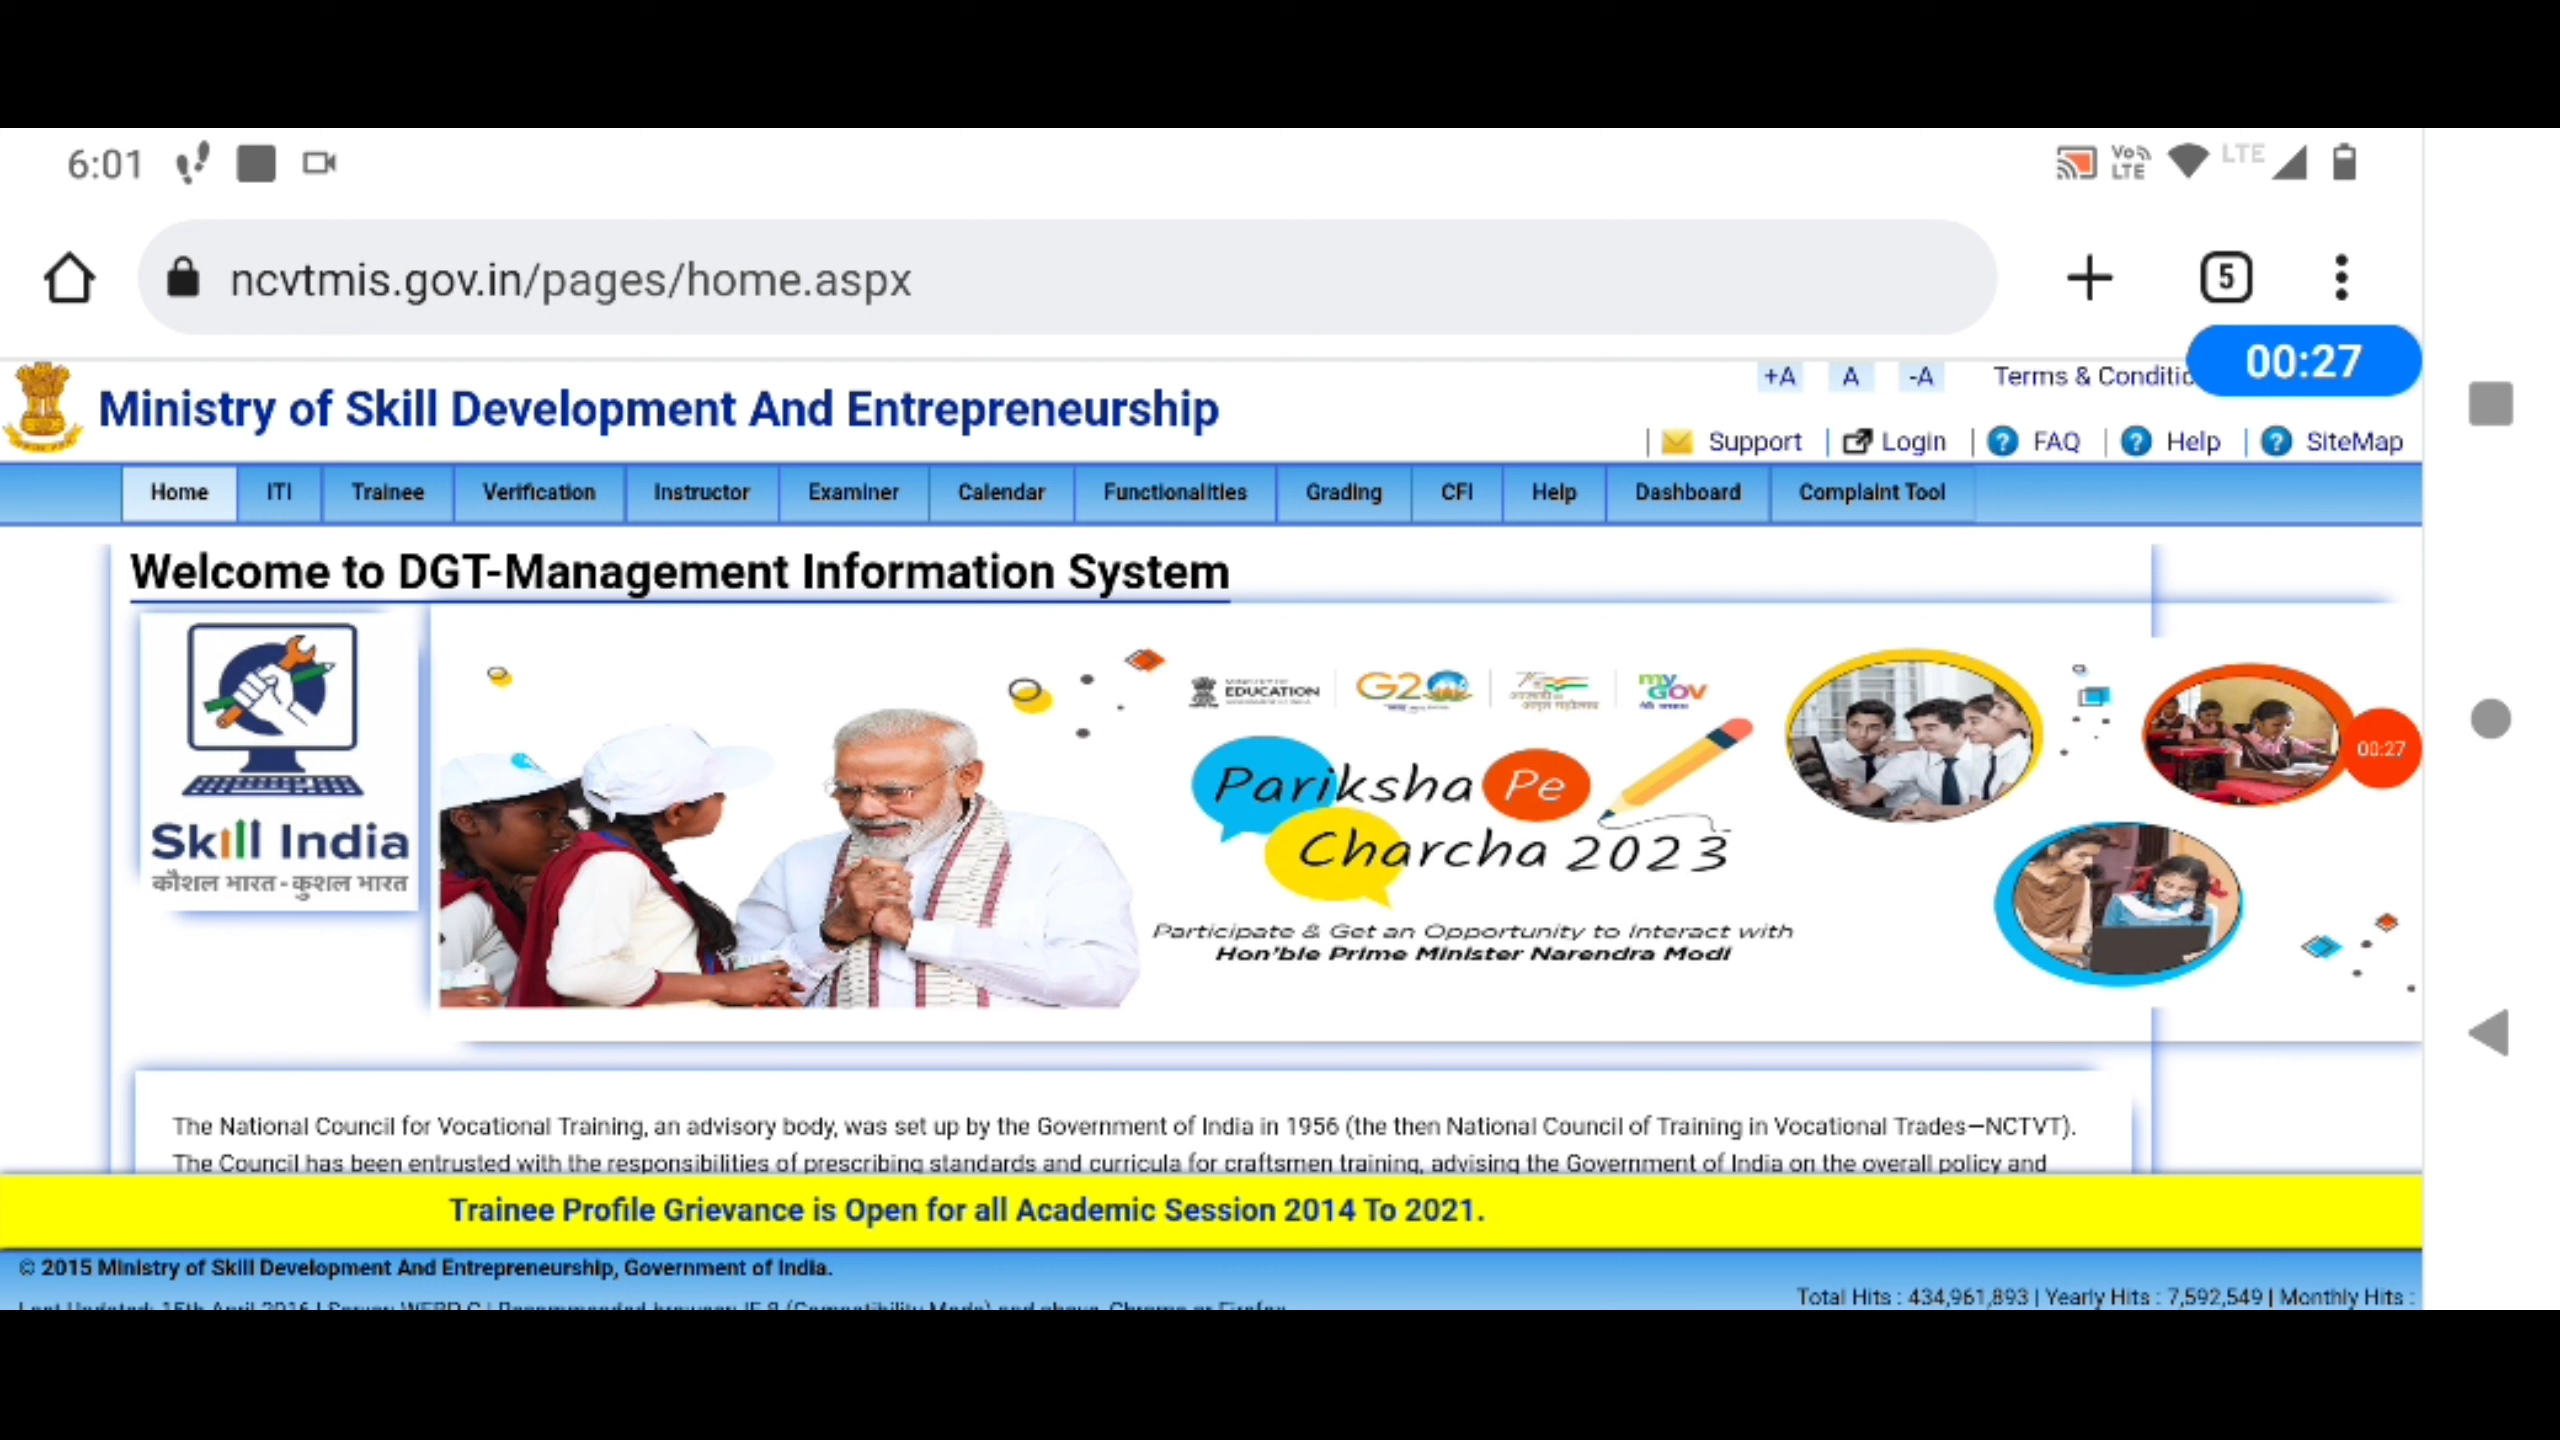 6:01
Vo LTE
LTE
ncvtmis.gov.in/pages/home.aspx
5
00:27
Ministry of Skill Development And Entrepreneurship
+A A -A Terms & Conditio
Support | Login | FAQ | Help | SiteMap
Home ITI Trainee Verification Instructor Examiner Calendar Functionalities Grading CFI Help Dashboard Complaint Tool
Welcome to DGT-Management Information System
EDUCATION
G20
my GOV
Pariksha Pe
Charcha 2023
00:27
Skill India
कौशल भारत - कुशल भारत
Participate & Get an Opportunity to Interact with
Hon'ble Prime Minister Narendra Modi
The National Council for Vocational Training, an advisory body, was set up by the Government of India in 1956 (the then National Council of Training in Vocational Trades—NCTVT).
The Council has been entrusted with the responsibilities of prescribing standards and curricula for craftsmen training, advising the Government of India on the overall policy and
Trainee Profile Grievance is Open for all Academic Session 2014 To 2021.
© 2015 Ministry of Skill Development And Entrepreneurship, Government of India.
Total Hits : 434,961,893 | Yearly Hits : 7,592,549 | Monthly Hits :